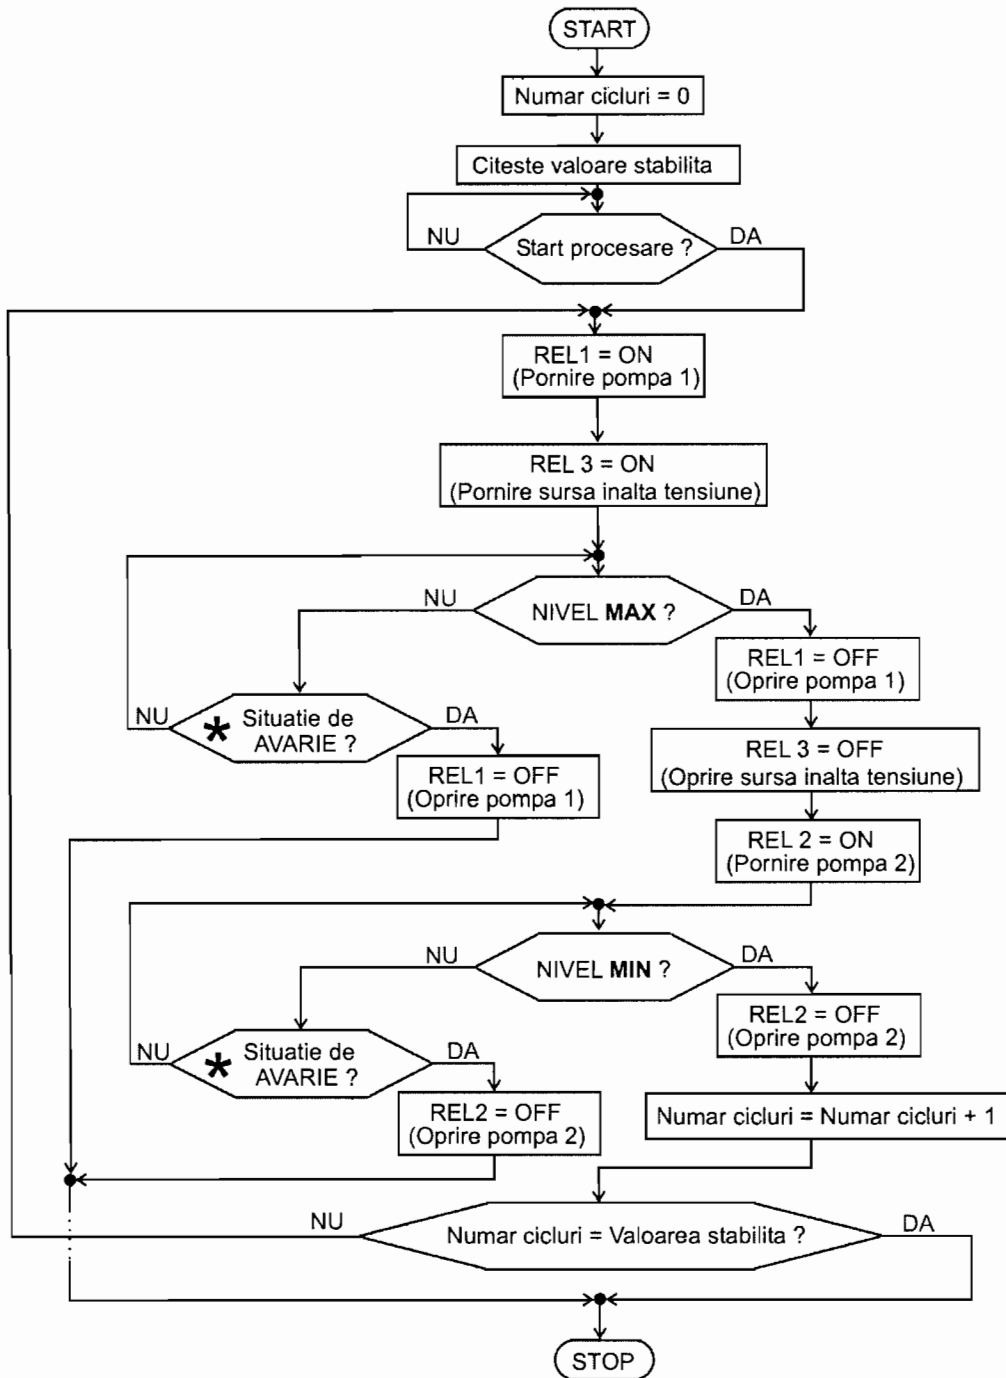 START
Numar cicluri = 0
Citeste valoare stabilita
NU
Start procesare ?
DA
REL1 = ON
(Pornire pompa 1)
REL 3 = ON
(Pornire sursa inalta tensiune)
NU
NIVEL MAX ?
DA
REL1 = OFF
(Oprire pompa 1)
NU
* Situatie de
AVARIE ?
DA
REL 3 = OFF
(Oprire sursa inalta tensiune)
REL1 = OFF
(Oprire pompa 1)
REL 2 = ON
(Pornire pompa 2)
NU
NIVEL MIN ?
DA
REL2 = OFF
(Oprire pompa 2)
NU
* Situatie de
AVARIE ?
DA
REL2 = OFF
(Oprire pompa 2)
Numar cicluri = Numar cicluri + 1
NU
Numar cicluri = Valoarea stabilita ?
DA
STOP